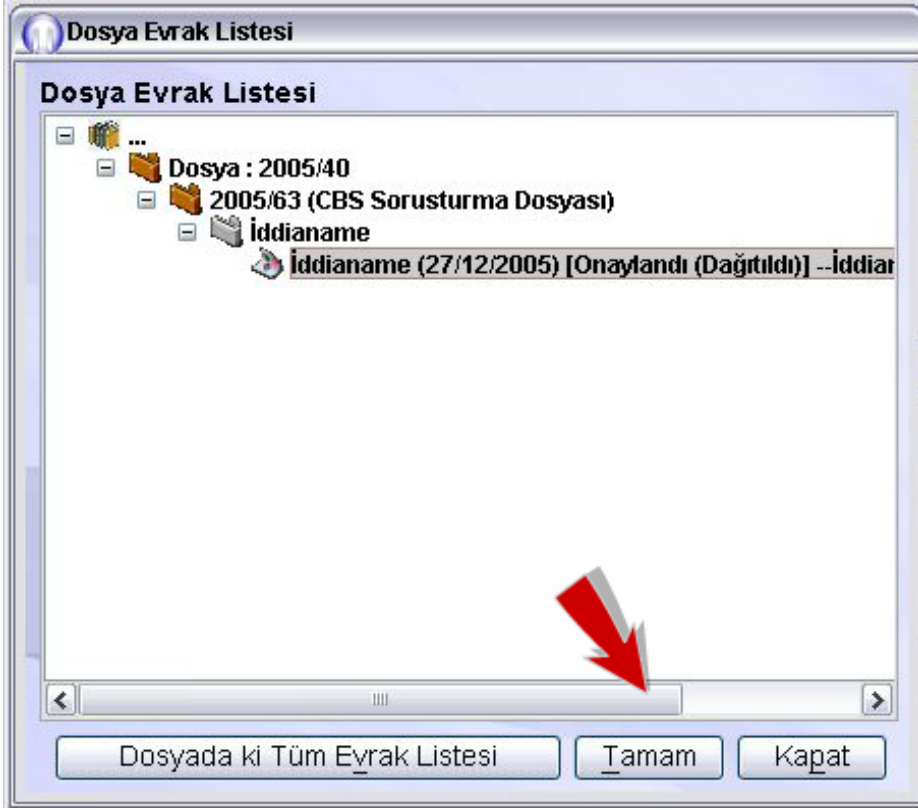 Dosya Evrak Listesi
Dosya Evrak Listesi
...
Dosya : 2005/40
2005/63 (CBS Sorusturma Dosyası)
İddianame
İddianame (27/12/2005) [Onaylandı (Dağıtıldı)] --İddiar
Dosyada ki Tüm Evrak Listesi Tamam Kapat